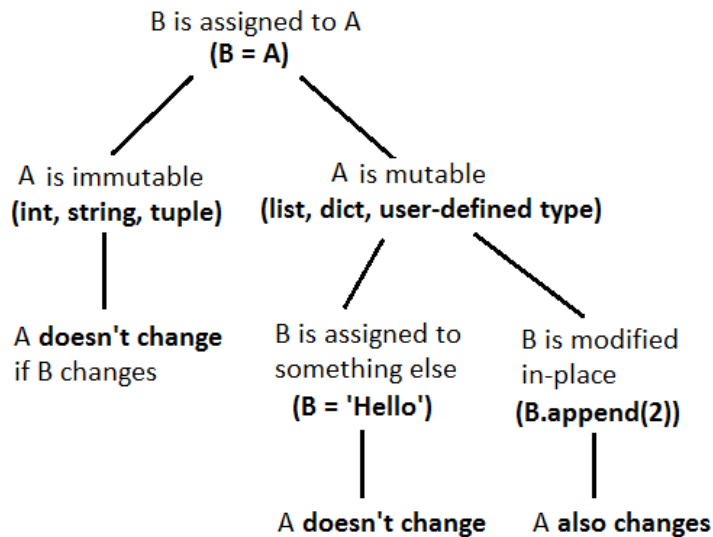 B is assigned to A
(B = A)
A is immutable
(int, string, tuple)
A is mutable
(list, dict, user-defined type)
A doesn't change
if B changes
B is assigned to
something else
(B = 'Hello')
B is modified
in-place
(B.append(2))
A doesn't change
A also changes